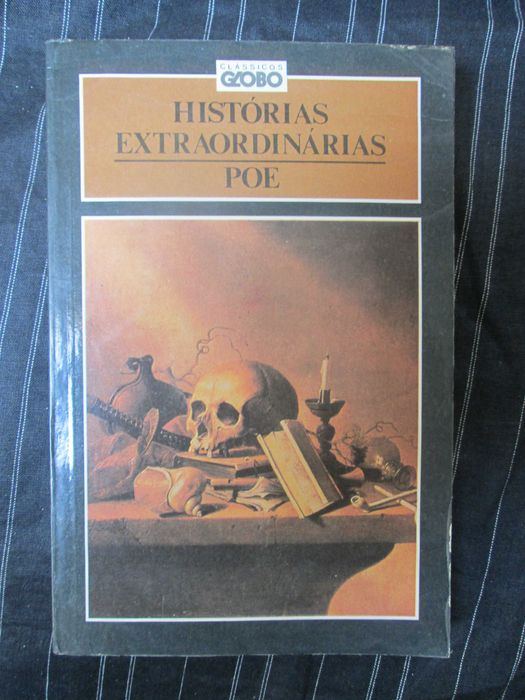 CLÁSSICOS
GLOBO
HISTÓRIAS
EXTRAORDINÁRIAS
POE